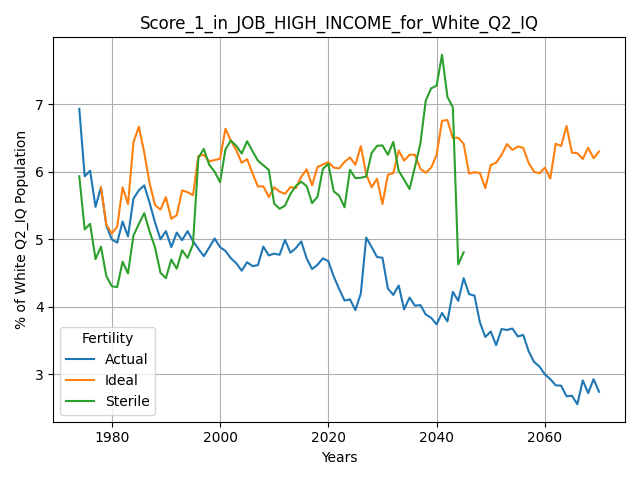 Score_1_in_JOB_HIGH_INCOME_for_White_Q2_IQ
% of White Q2_IQ Population
7
6
5
4
3
Fertility
Actual
Ideal
Sterile
1980 2000 2020 2040 2060
Years